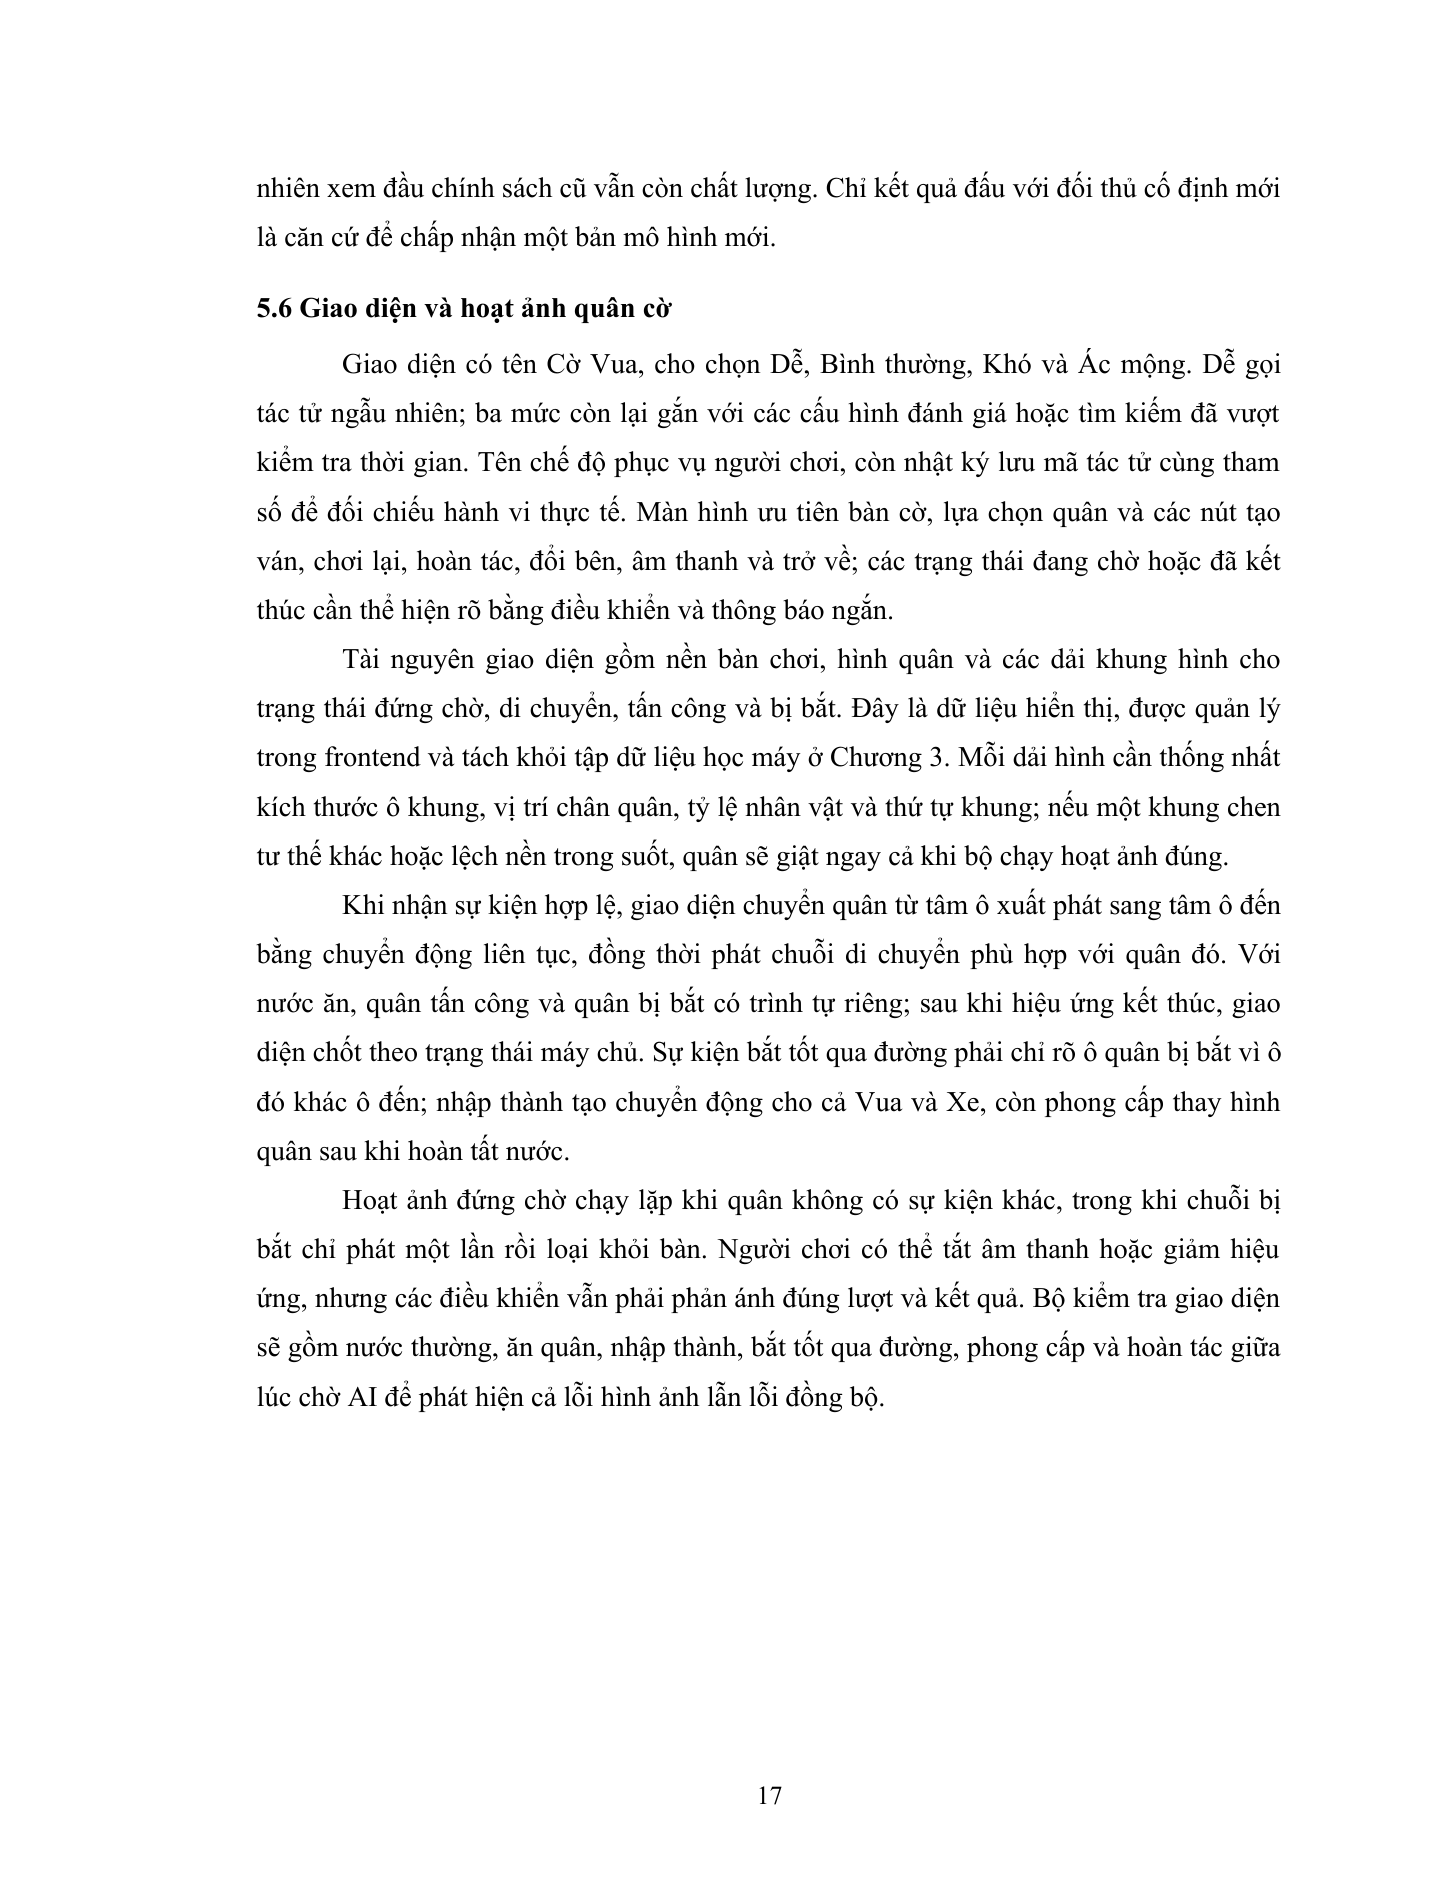 nhiên xem đầu chính sách cũ vẫn còn chất lượng. Chỉ kết quả đấu với đối thủ cố định mới
là căn cứ để chấp nhận một bản mô hình mới.
5.6 Giao diện và hoạt ảnh quân cờ
Giao diện có tên Cờ Vua, cho chọn Dễ, Bình thường, Khó và Ác mộng. Dễ gọi
tác tử ngẫu nhiên; ba mức còn lại gắn với các cấu hình đánh giá hoặc tìm kiếm đã vượt
kiểm tra thời gian. Tên chế độ phục vụ người chơi, còn nhật ký lưu mã tác tử cùng tham
số để đối chiếu hành vi thực tế. Màn hình ưu tiên bàn cờ, lựa chọn quân và các nút tạo
ván, chơi lại, hoàn tác, đổi bên, âm thanh và trở về; các trạng thái đang chờ hoặc đã kết
thúc cần thể hiện rõ bằng điều khiển và thông báo ngắn.
Tài nguyên giao diện gồm nền bàn chơi, hình quân và các dải khung hình cho
trạng thái đứng chờ, di chuyển, tấn công và bị bắt. Đây là dữ liệu hiển thị, được quản lý
trong frontend và tách khỏi tập dữ liệu học máy ở Chương 3. Mỗi dải hình cần thống nhất
kích thước ô khung, vị trí chân quân, tỷ lệ nhân vật và thứ tự khung; nếu một khung chen
tư thế khác hoặc lệch nền trong suốt, quân sẽ giật ngay cả khi bộ chạy hoạt ảnh đúng.
Khi nhận sự kiện hợp lệ, giao diện chuyển quân từ tâm ô xuất phát sang tâm ô đến
bằng chuyển động liên tục, đồng thời phát chuỗi di chuyển phù hợp với quân đó. Với
nước ăn, quân tấn công và quân bị bắt có trình tự riêng; sau khi hiệu ứng kết thúc, giao
diện chốt theo trạng thái máy chủ. Sự kiện bắt tốt qua đường phải chỉ rõ ô quân bị bắt vì ô
đó khác ô đến; nhập thành tạo chuyển động cho cả Vua và Xe, còn phong cấp thay hình
quân sau khi hoàn tất nước.
Hoạt ảnh đứng chờ chạy lặp khi quân không có sự kiện khác, trong khi chuỗi bị
bắt chỉ phát một lần rồi loại khỏi bàn. Người chơi có thể tắt âm thanh hoặc giảm hiệu
ứng, nhưng các điều khiển vẫn phải phản ánh đúng lượt và kết quả. Bộ kiểm tra giao diện
sẽ gồm nước thường, ăn quân, nhập thành, bắt tốt qua đường, phong cấp và hoàn tác giữa
lúc chờ AI để phát hiện cả lỗi hình ảnh lẫn lỗi đồng bộ.
17